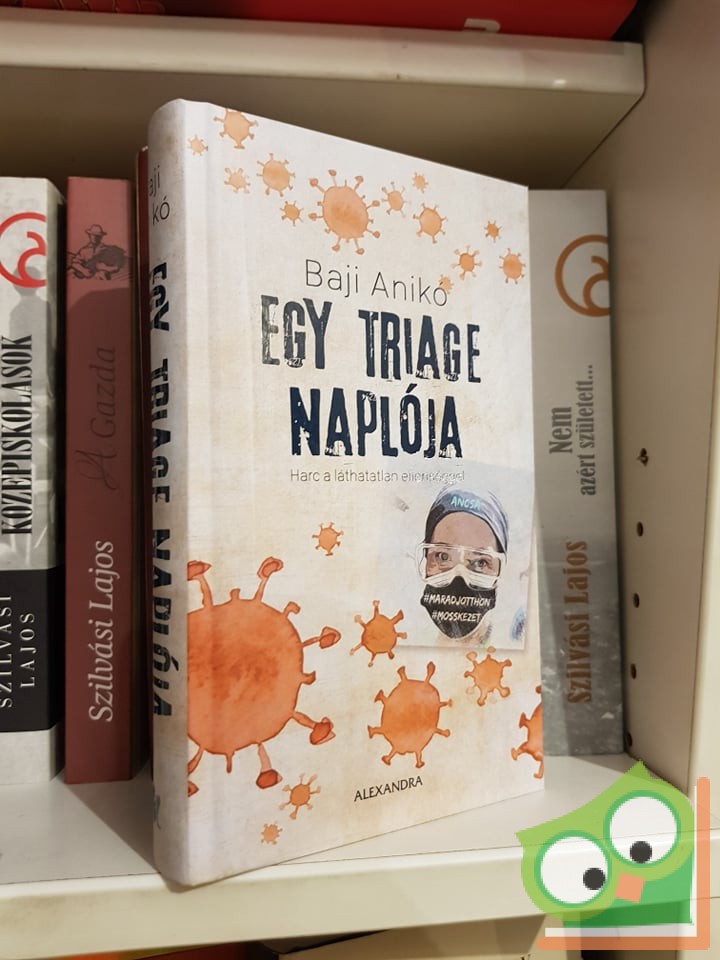 Baji Anikó
EGY TRIAGE
NAPLÓJA
Harc a láthatatlan ellenséggel
ANCSA
#MARADJOTTHON
#MOSSKEZET
ALEXANDRA
EGY TRIAGE NAPLÓJA
KÖZÉPISKOLÁSOK
SZILVÁSI
LAJOS
A Gazda
Szilvási Lajos
Nem
azért született...
Szilvási Lajos